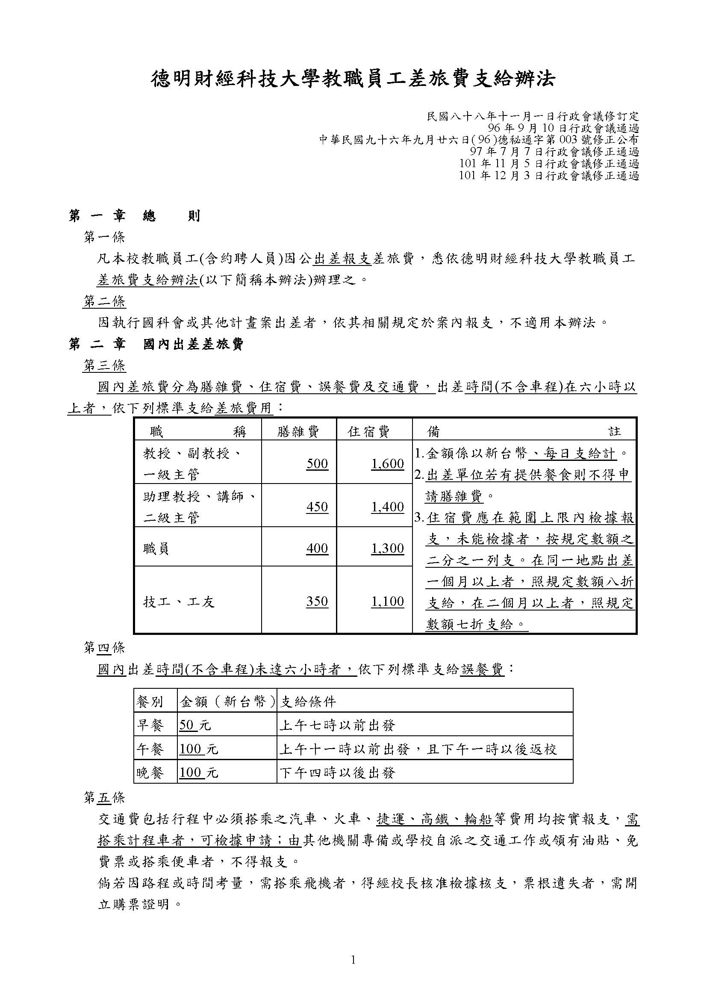 德明財經科技大學教職員工差旅費支給辦法
民國八十八年十一月一日行政會議修訂定
96 年 9 月 10 日行政會議通過
中華民國九十六年九月廿六日( 96 )德秘通字第 003 號修正公布
97 年 7 月 7 日行政會議修正通過
101 年 11 月 5 日行政會議修正通過
101 年 12 月 3 日行政會議修正通過
第 一 章 總 則
第一條
凡本校教職員工(含約聘人員)因公出差報支差旅費，悉依德明財經科技大學教職員工
差旅費支給辦法(以下簡稱本辦法)辦理之。
第二條
因執行國科會或其他計畫案出差者，依其相關規定於案內報支，不適用本辦法。
第 二 章 國內出差差旅費
第三條
國內差旅費分為膳雜費、住宿費、誤餐費及交通費，出差時間(不含車程)在六小時以
上者，依下列標準支給差旅費用：
職 稱 膳雜費 住宿費 備 註
教授、副教授、
一級主管
500 1,600
助理教授、講師、
二級主管
450 1,400
職員 400 1,300
技工、工友 350 1,100
1.金額係以新台幣、每日支給計。
2.出差單位若有提供餐食則不得申
請膳雜費。
3.住宿費應在範圍上限內檢據報
支，未能檢據者，按規定數額之
二分之一列支。在同一地點出差
一個月以上者，照規定數額八折
支給，在二個月以上者，照規定
數額七折支給。
第四條
國內出差時間(不含車程)未達六小時者，依下列標準支給誤餐費：
餐別 金額（新台幣）支給條件
早餐 50 元 上午七時以前出發
午餐 100 元 上午十一時以前出發，且下午一時以後返校
晚餐 100 元 下午四時以後出發
第五條
交通費包括行程中必須搭乘之汽車、火車、捷運、高鐵、輪船等費用均按實報支，需
搭乘計程車者，可檢據申請；由其他機關專備或學校自派之交通工作或領有油貼、免
費票或搭乘便車者，不得報支。
倘若因路程或時間考量，需搭乘飛機者，得經校長核准檢據核支，票根遺失者，需開
立購票證明。
1